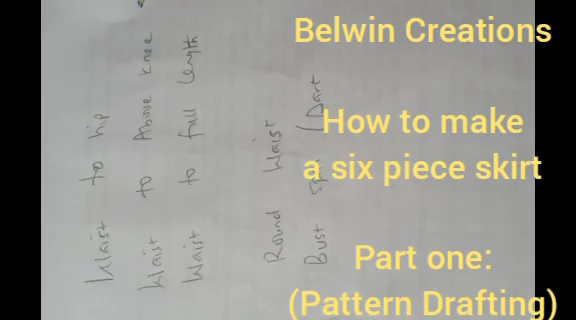 Belwin Creations
How to make
a six piece skirt
Part one:
(Pattern Drafting)
Waist to hip
Waist to Above knee
Waist to full length
Round Waist
Bust / Dart